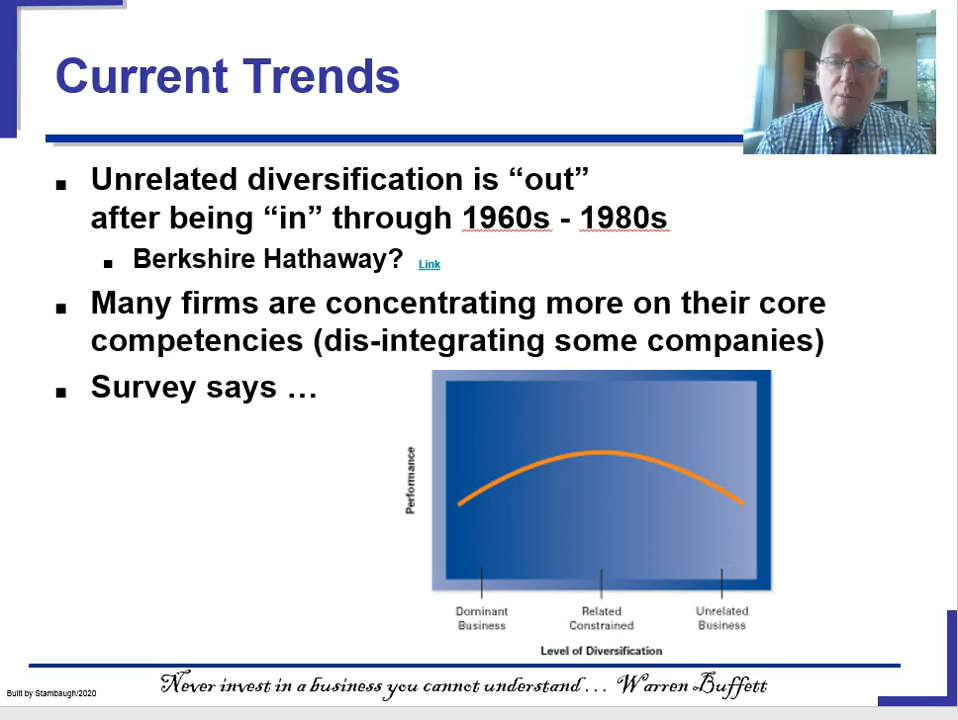 Current Trends
Unrelated diversification is “out”
after being “in” through 1960s - 1980s
Berkshire Hathaway? Link
Many firms are concentrating more on their core
competencies (dis-integrating some companies)
Survey says …
Performance
Dominant
Business
Related
Constrained
Unrelated
Business
Level of Diversification
Never invest in a business you cannot understand … Warren Buffett
Built by Stambaugh/2020